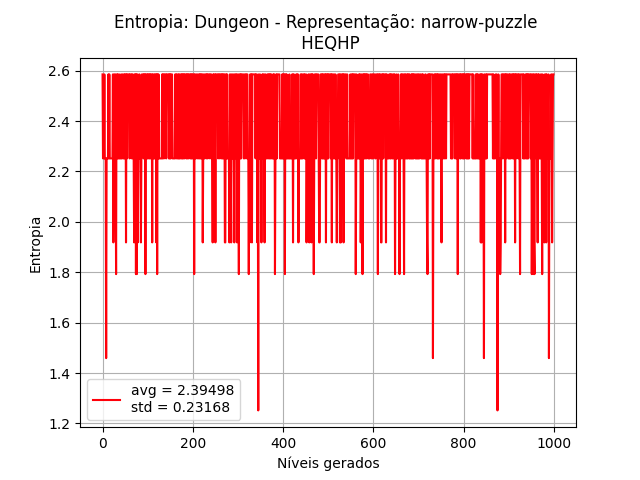 Entropia: Dungeon - Representação: narrow-puzzle
HEQHP
2.6
2.4
2.2
2.0
1.8
1.6
1.4
1.2
Entropia
avg = 2.39498
std = 0.23168
0
200
400
600
800
1000
Níveis gerados